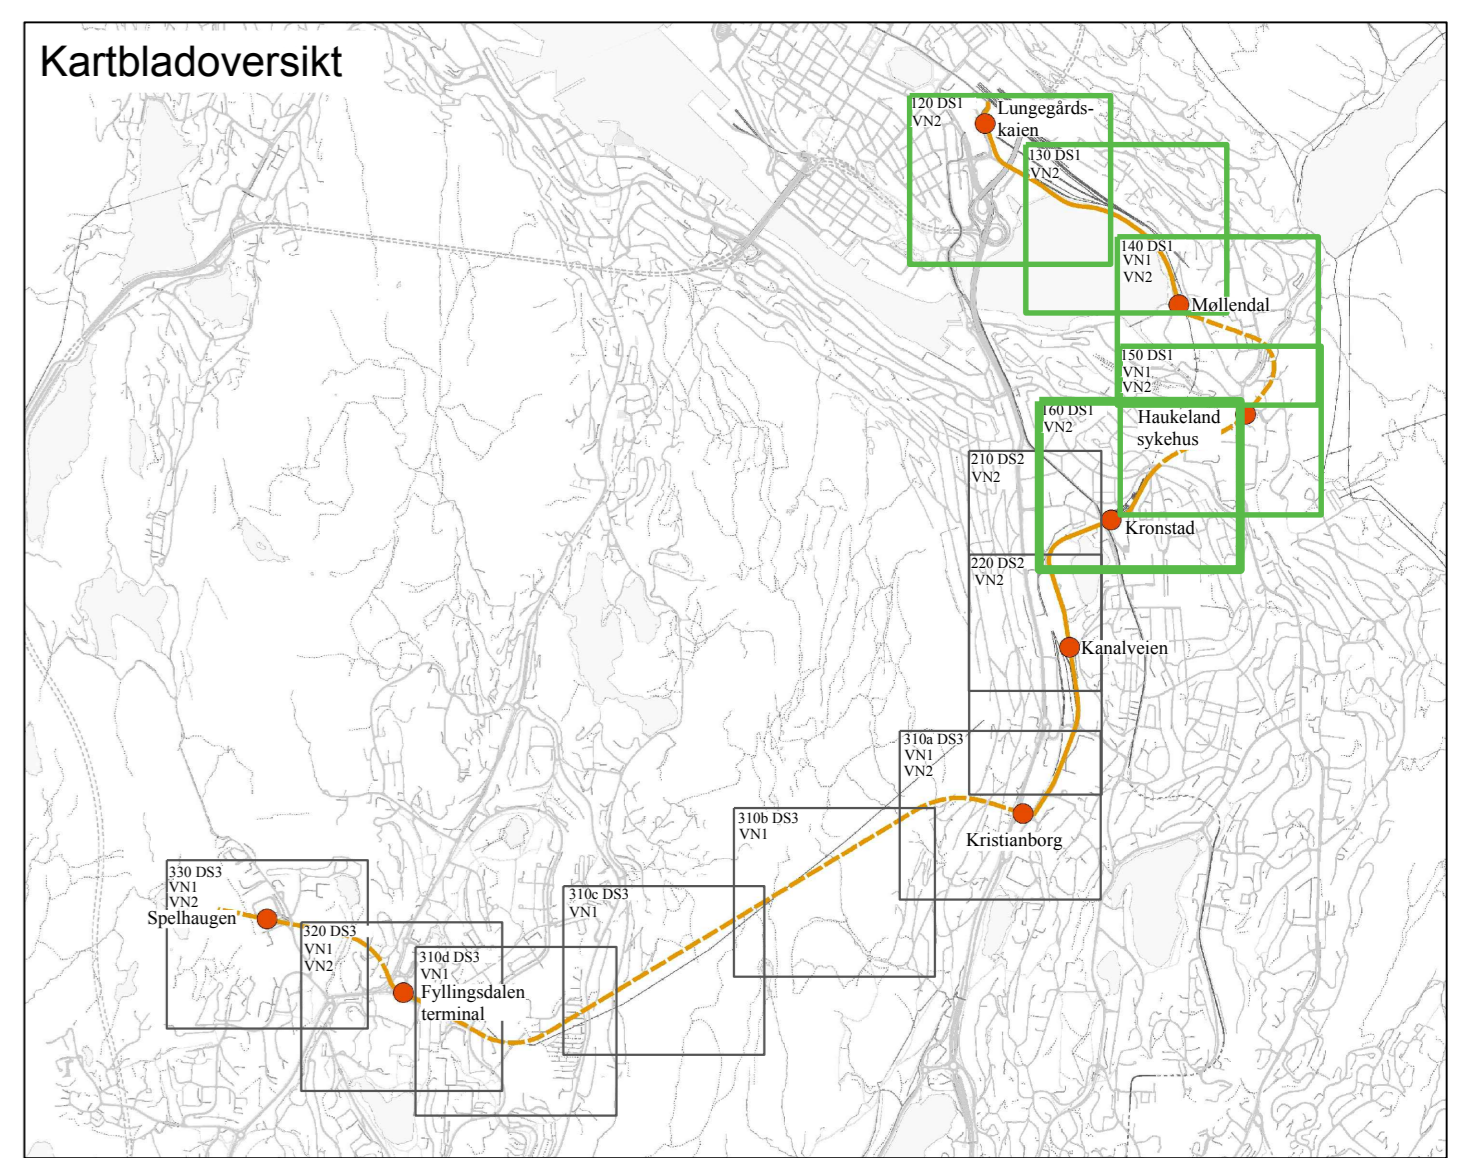 Kartbladoversikt
120 DS1
VN2
Lungegårds-
kaien
130 DS1
VN2
140 DS1
VN1
VN2
Møllendal
150 DS1
VN1
VN2
160 DS1
VN2
Haukeland
sykehus
210 DS2
VN2
Kronstad
220 DS2
VN2
Kanalveien
310a DS3
VN1
VN2
310b DS3
VN1
Kristianborg
330 DS3
VN1
VN2
Spelhaugen
310c DS3
VN1
320 DS3
VN1
VN2
310d DS3
VN1
Fyllingsdalen
terminal